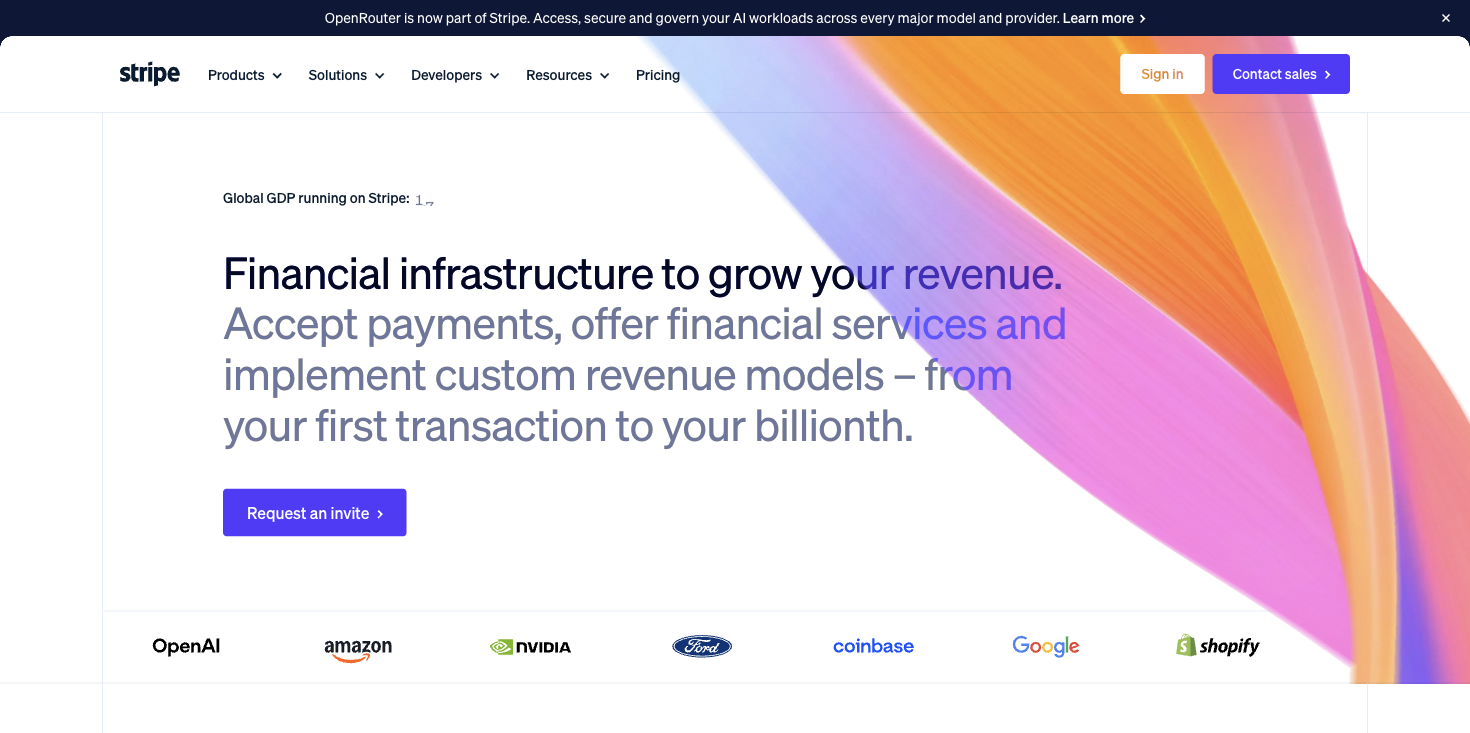 OpenRouter is now part of Stripe. Access, secure and govern your AI workloads across every major model and provider. Learn more
stripe
Products
Solutions
Developers
Resources
Pricing
Sign in
Contact sales
Global GDP running on Stripe: 1
Financial infrastructure to grow your revenue.
Accept payments, offer financial services and
implement custom revenue models – from
your first transaction to your billionth.
Request an invite
OpenAI
amazon
NVIDIA
Ford
coinbase
Google
shopify